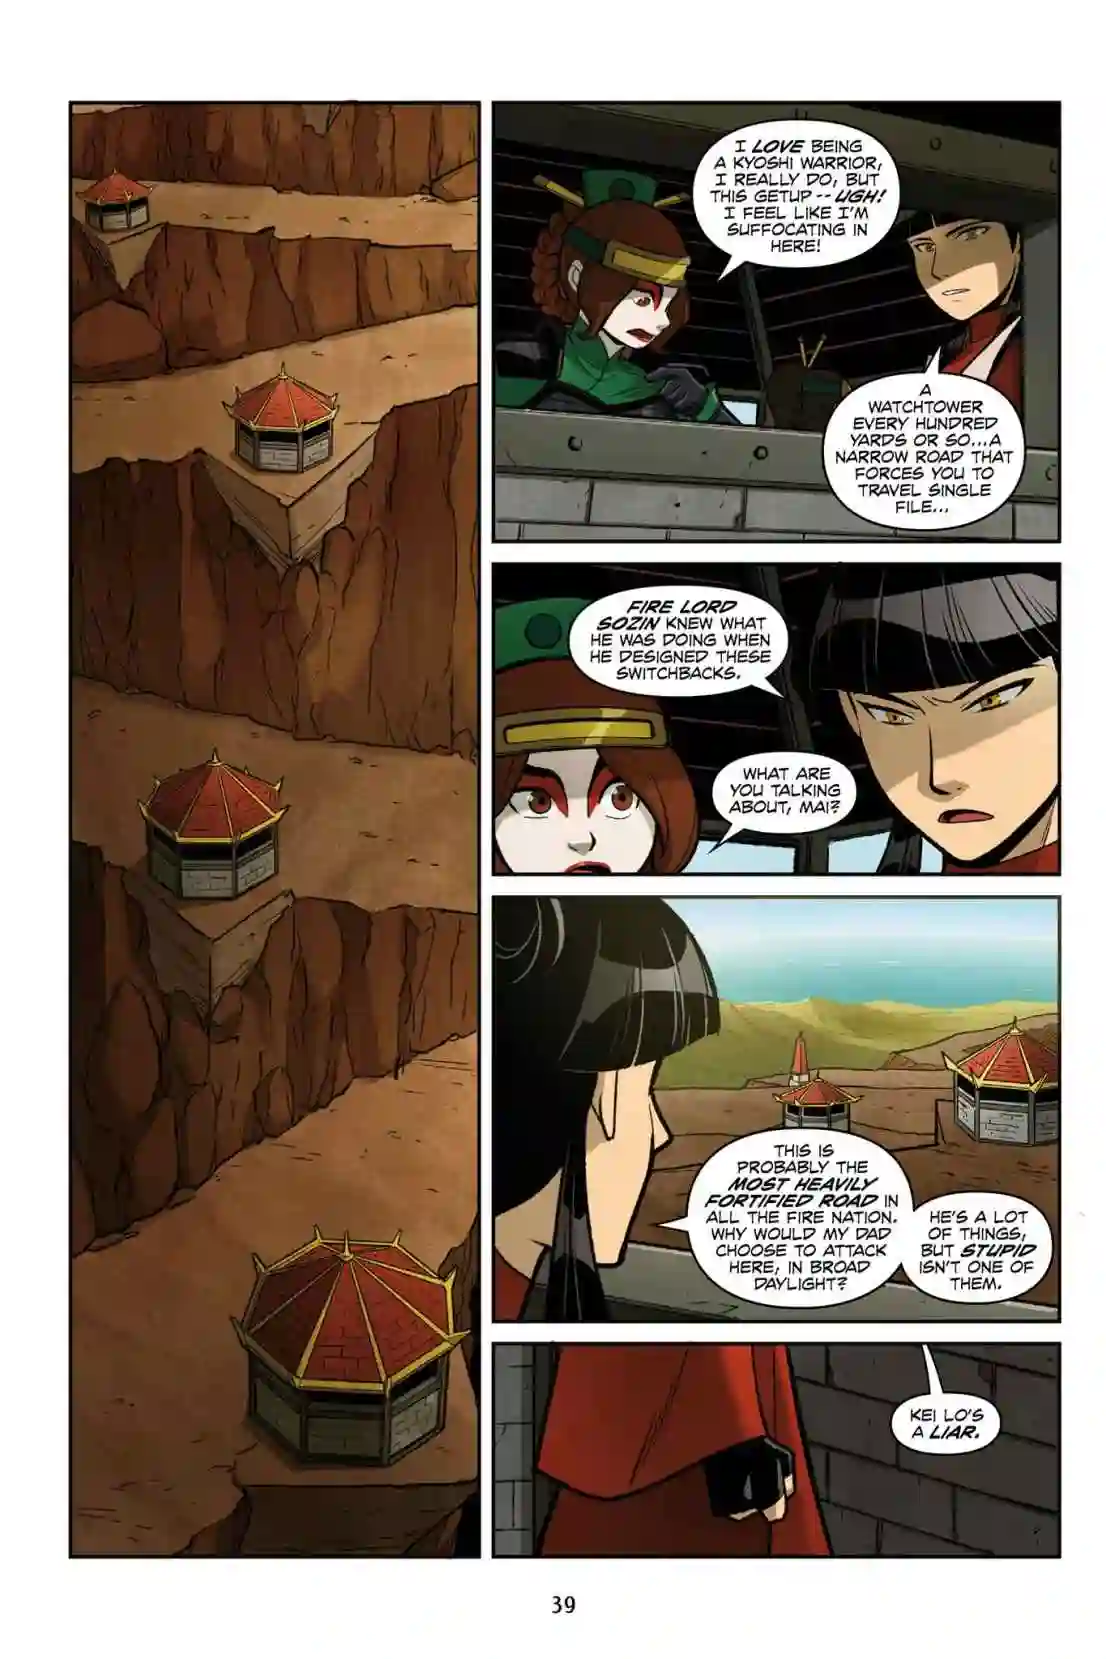 I LOVE BEING
A KYOSHI WARRIOR,
I REALLY DO, BUT
THIS GETUP -- UGH!
I FEEL LIKE I'M
SUFFOCATING IN
HERE!
A
WATCHTOWER
EVERY HUNDRED
YARDS OR SO...A
NARROW ROAD THAT
FORCES YOU TO
TRAVEL SINGLE
FILE...
FIRE LORD
SOZIN KNEW WHAT
HE WAS DOING WHEN
HE DESIGNED THESE
SWITCHBACKS.
WHAT ARE
YOU TALKING
ABOUT, MAI?
THIS IS
PROBABLY THE
MOST HEAVILY
FORTIFIED ROAD IN
ALL THE FIRE NATION.
WHY WOULD MY DAD
CHOOSE TO ATTACK
HERE, IN BROAD
DAYLIGHT?
HE'S A LOT
OF THINGS,
BUT STUPID
ISN'T ONE OF
THEM.
KEI LO'S
A LIAR.
39